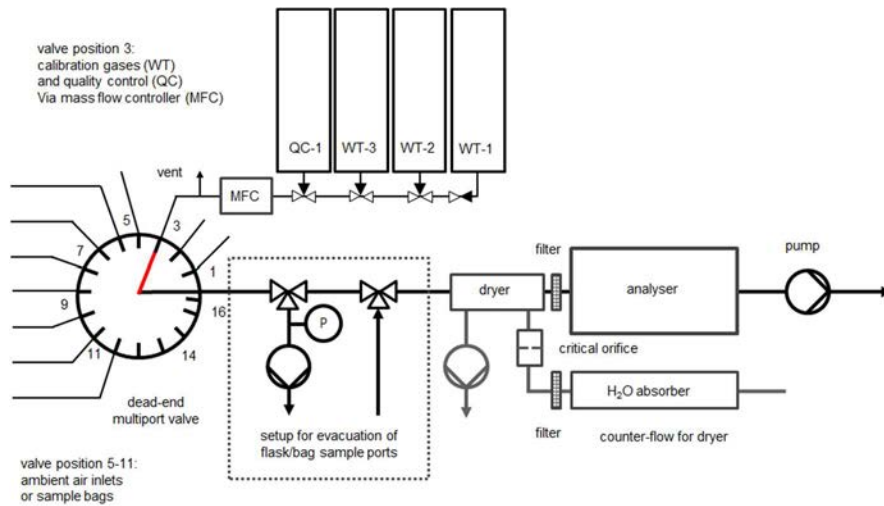 valve position 3:
calibration gases (WT)
and quality control (QC)
Via mass flow controller (MFC)
QC-1
WT-3
WT-2
WT-1
vent
MFC
5
3
7
1
9
16
11
14
dead-end
multiport valve
P
setup for evacuation of
flask/bag sample ports
dryer
filter
analyser
pump
critical orifice
H₂O absorber
filter
counter-flow for dryer
valve position 5-11:
ambient air inlets
or sample bags